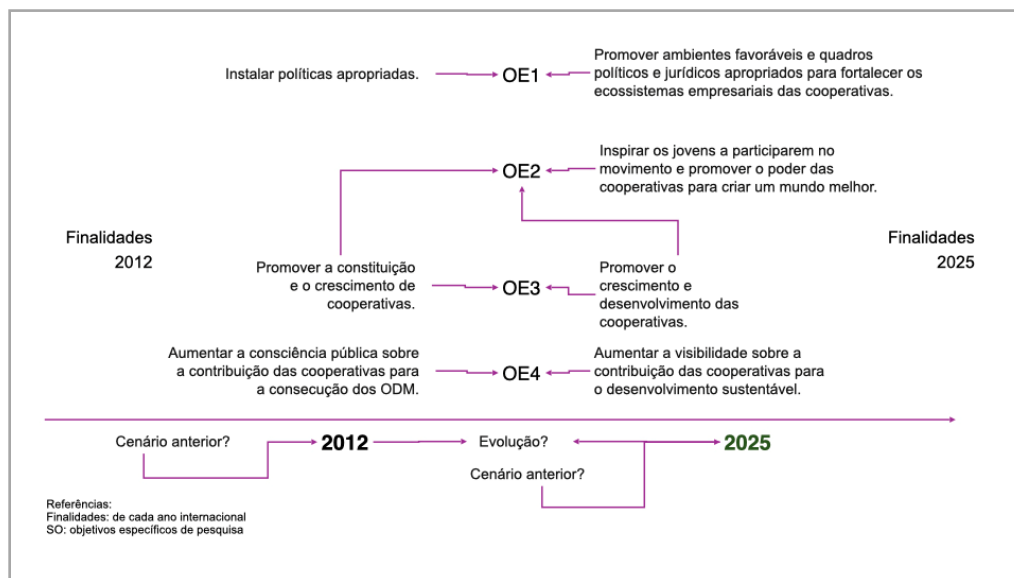 Instalar políticas apropriadas.
OE1
Promover ambientes favoráveis e quadros
políticos e jurídicos apropriados para fortalecer os
ecossistemas empresariais das cooperativas.
OE2
Inspirar os jovens a participarem no
movimento e promover o poder das
cooperativas para criar um mundo melhor.
Finalidades
2012
Finalidades
2025
Promover a constituição
e o crescimento de
cooperativas.
OE3
Promover o
crescimento e
desenvolvimento das
cooperativas.
Aumentar a consciência pública sobre
a contribuição das cooperativas para
a consecução dos ODM.
OE4
Aumentar a visibilidade sobre a
contribuição das cooperativas para
o desenvolvimento sustentável.
Cenário anterior?
2012
Evolução?
2025
Cenário anterior?
Referências:
Finalidades: de cada ano internacional
SO: objetivos específicos de pesquisa